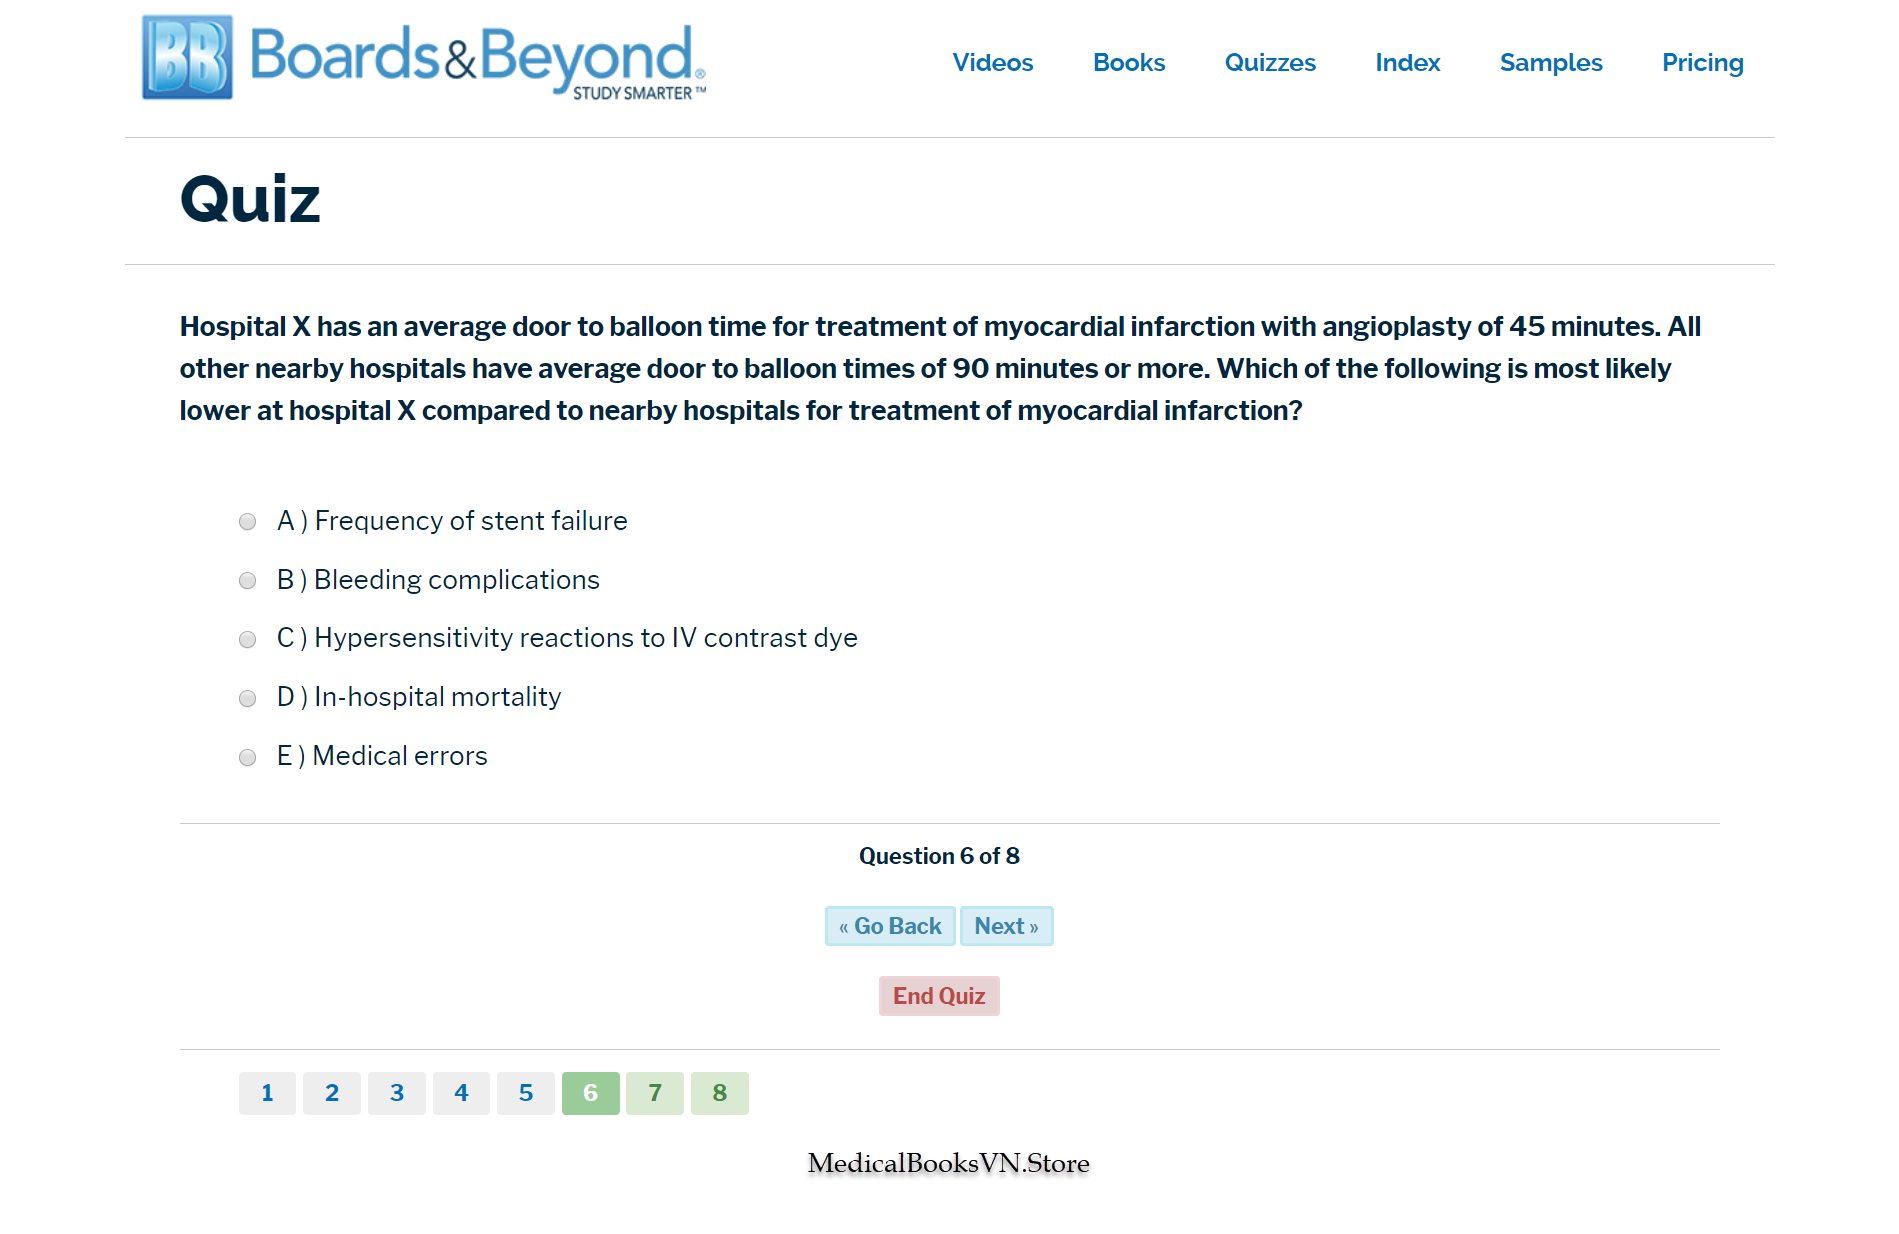 BB Boards&Beyond®
STUDY SMARTER™
Videos Books Quizzes Index Samples Pricing
Quiz
Hospital X has an average door to balloon time for treatment of myocardial infarction with angioplasty of 45 minutes. All
other nearby hospitals have average door to balloon times of 90 minutes or more. Which of the following is most likely
lower at hospital X compared to nearby hospitals for treatment of myocardial infarction?
A ) Frequency of stent failure
B ) Bleeding complications
C ) Hypersensitivity reactions to IV contrast dye
D ) In-hospital mortality
E ) Medical errors
Question 6 of 8
« Go Back Next »
End Quiz
1 2 3 4 5 6 7 8
MedicalBooksVN.Store